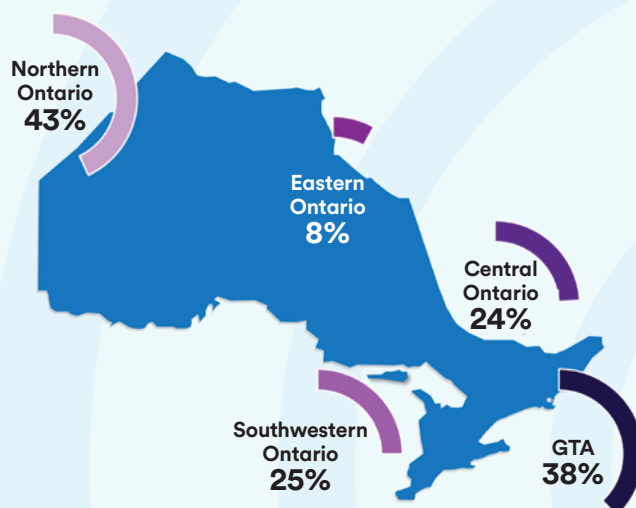 Northern
Ontario
43%
Eastern
Ontario
8%
Central
Ontario
24%
Southwestern
Ontario
25%
GTA
38%